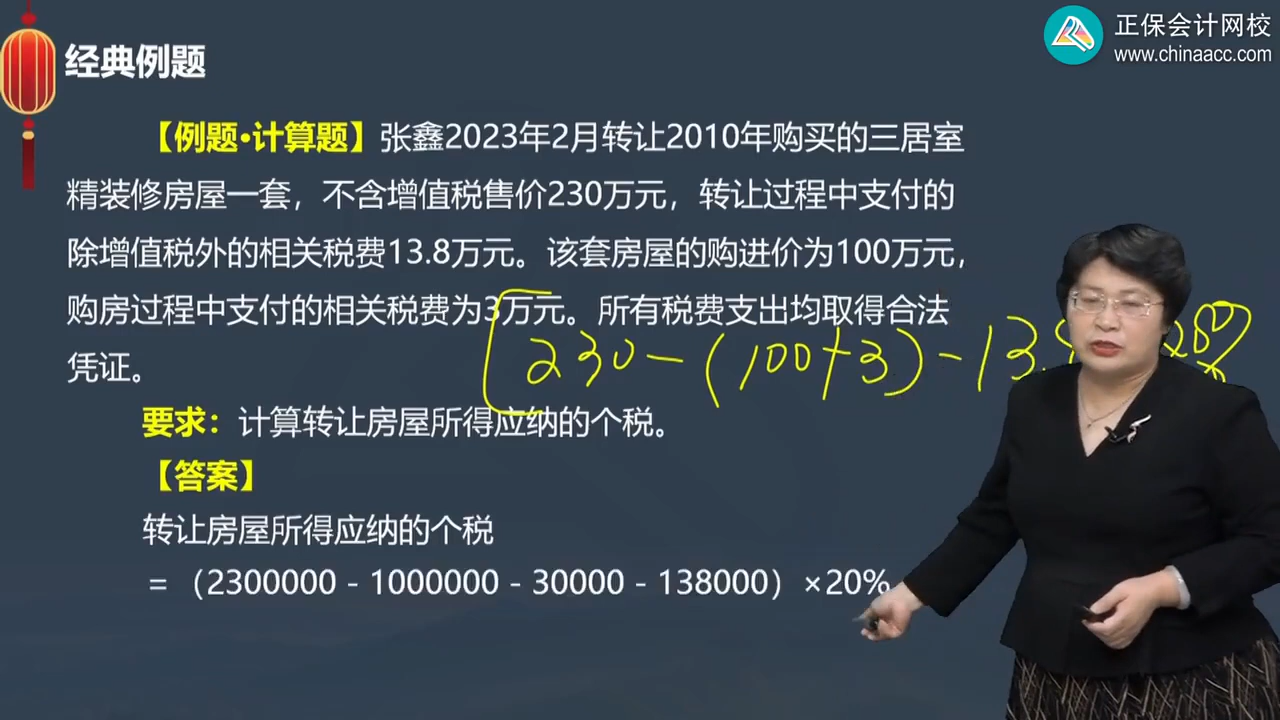 正保会计网校
www.chinaacc.com
经典例题
【例题·计算题】张鑫2023年2月转让2010年购买的三居室
精装修房屋一套，不含增值税售价230万元，转让过程中支付的
除增值税外的相关税费13.8万元。该套房屋的购进价为100万元，
购房过程中支付的相关税费为3万元。所有税费支出均取得合法
230-(100+3)-13.
凭证。
要求：计算转让房屋所得应纳的个税。
【答案】
转让房屋所得应纳的个税
=（2300000-1000000-30000-138000）×20%